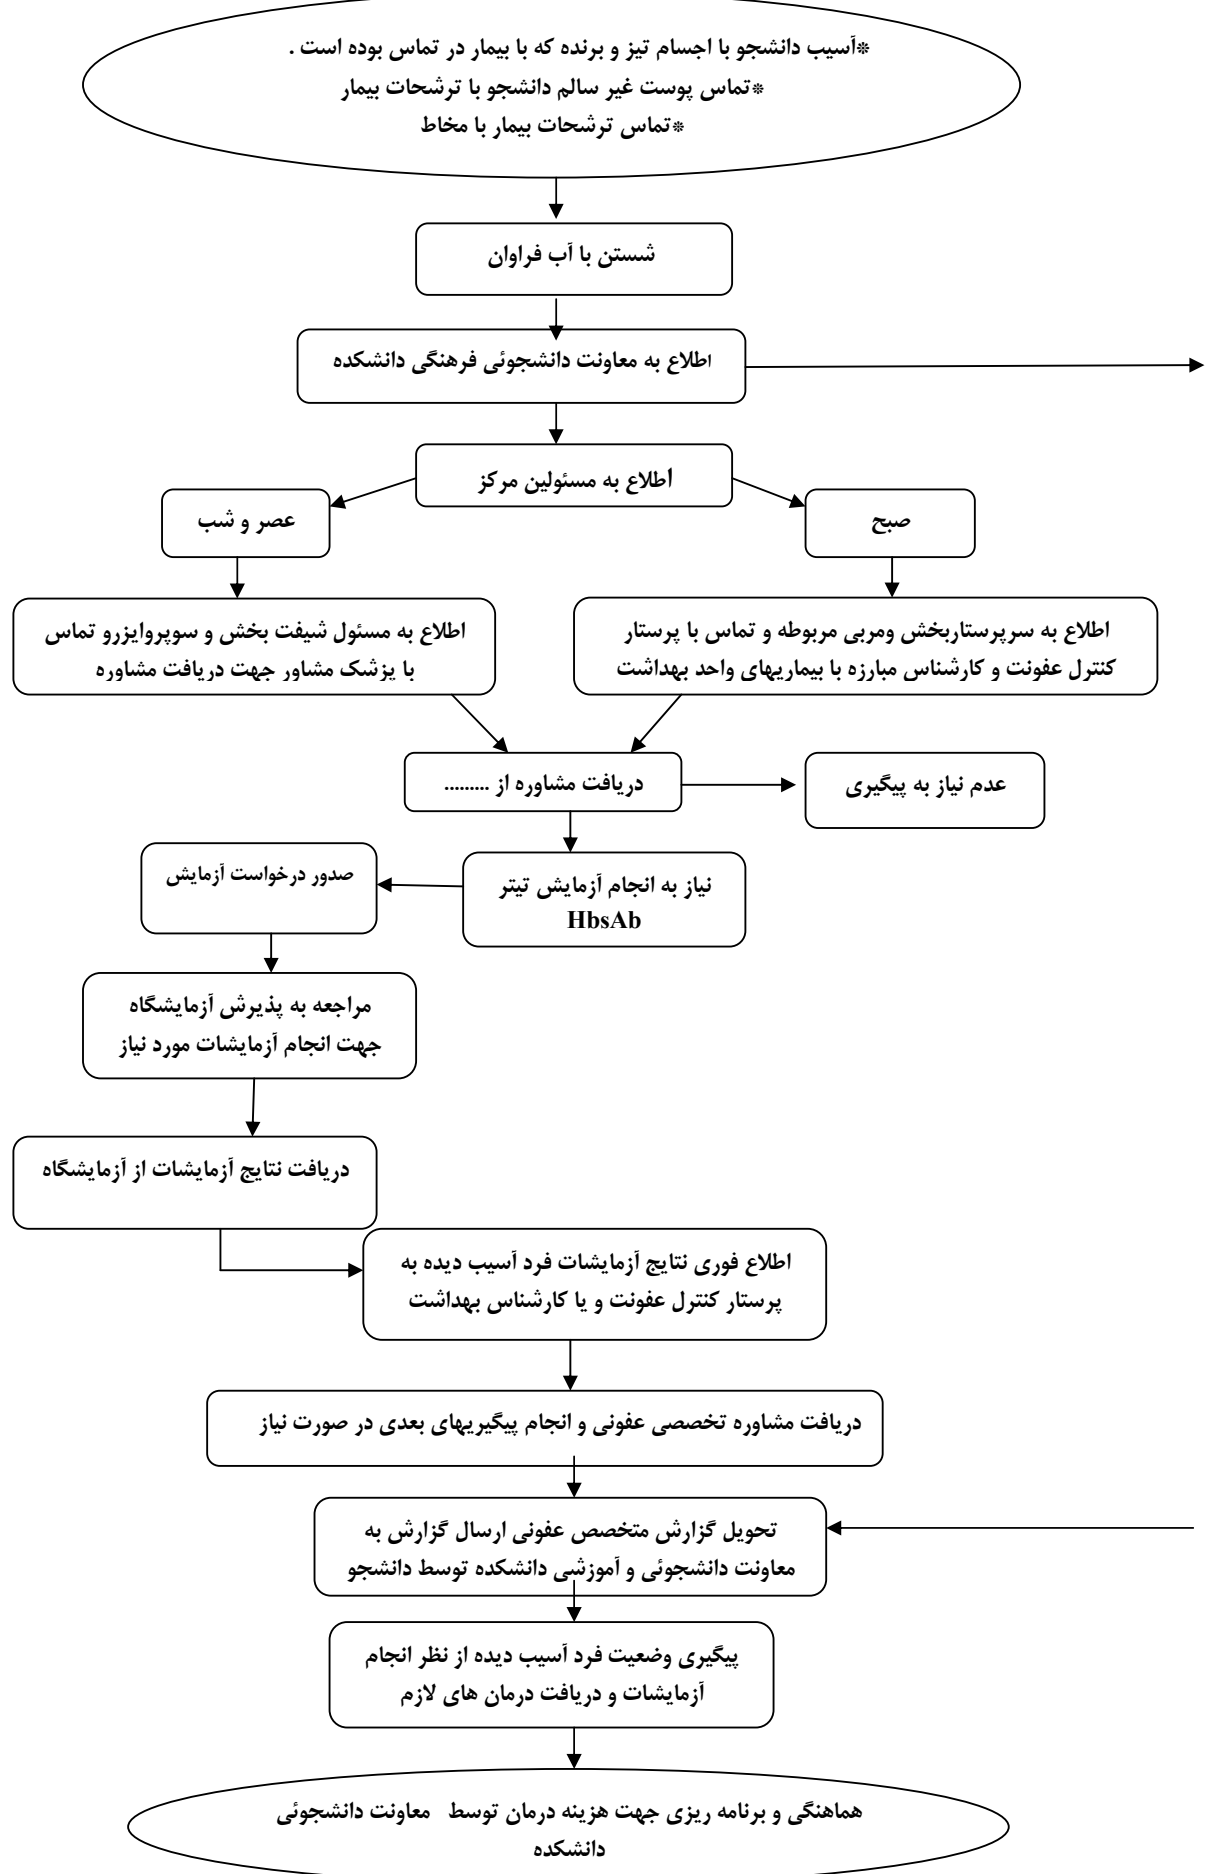 *آسیب دانشجو با اجسام تیز و برنده که با بیمار در تماس بوده است .
*تماس پوست غیر سالم دانشجو با ترشحات بیمار
*تماس ترشحات بیمار با مخاط
شستن با آب فراوان
اطلاع به معاونت دانشجوئی فرهنگی دانشکده
اطلاع به مسئولین مرکز
صبح
عصر و شب
اطلاع به سرپرستاربخش ومربی مربوطه و تماس با پرستار
کنترل عفونت و کارشناس مبارزه با بیماریهای واحد بهداشت
اطلاع به مسئول شیفت بخش و سوپروایزرو تماس
با پزشک مشاور جهت دریافت مشاوره
دریافت مشاوره از .........
عدم نیاز به پیگیری
نیاز به انجام آزمایش تیتر
HbsAb
صدور درخواست آزمایش
مراجعه به پذیرش آزمایشگاه
جهت انجام آزمایشات مورد نیاز
دریافت نتایج آزمایشات از آزمایشگاه
اطلاع فوری نتایج آزمایشات فرد آسیب دیده به
پرستار کنترل عفونت و یا کارشناس بهداشت
دریافت مشاوره تخصصی عفونی و انجام پیگیریهای بعدی در صورت نیاز
تحویل گزارش متخصص عفونی ارسال گزارش به
معاونت دانشجوئی و آموزشی دانشکده توسط دانشجو
پیگیری وضعیت فرد آسیب دیده از نظر انجام
آزمایشات و دریافت درمان های لازم
هماهنگی و برنامه ریزی جهت هزینه درمان توسط معاونت دانشجوئی
دانشکده